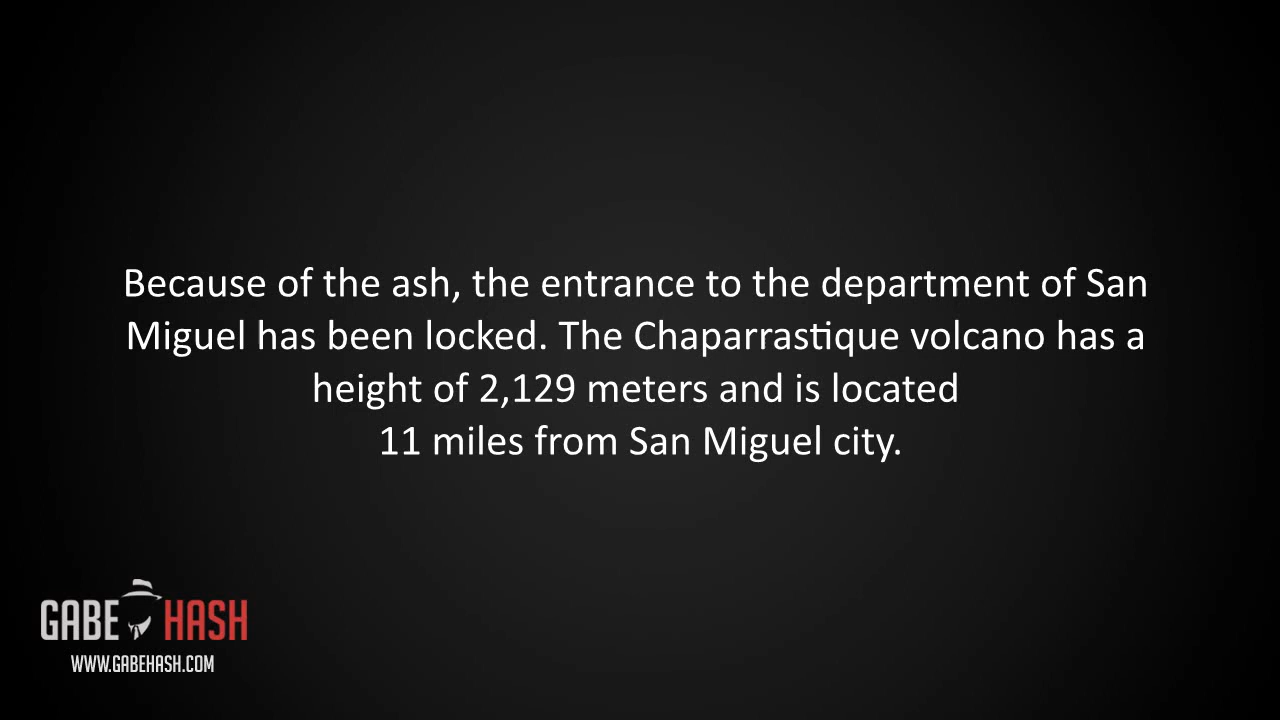 Because of the ash, the entrance to the department of San
Miguel has been locked. The Chaparrastique volcano has a
height of 2,129 meters and is located
11 miles from San Miguel city.
GABE HASH
WWW.GABEHASH.COM